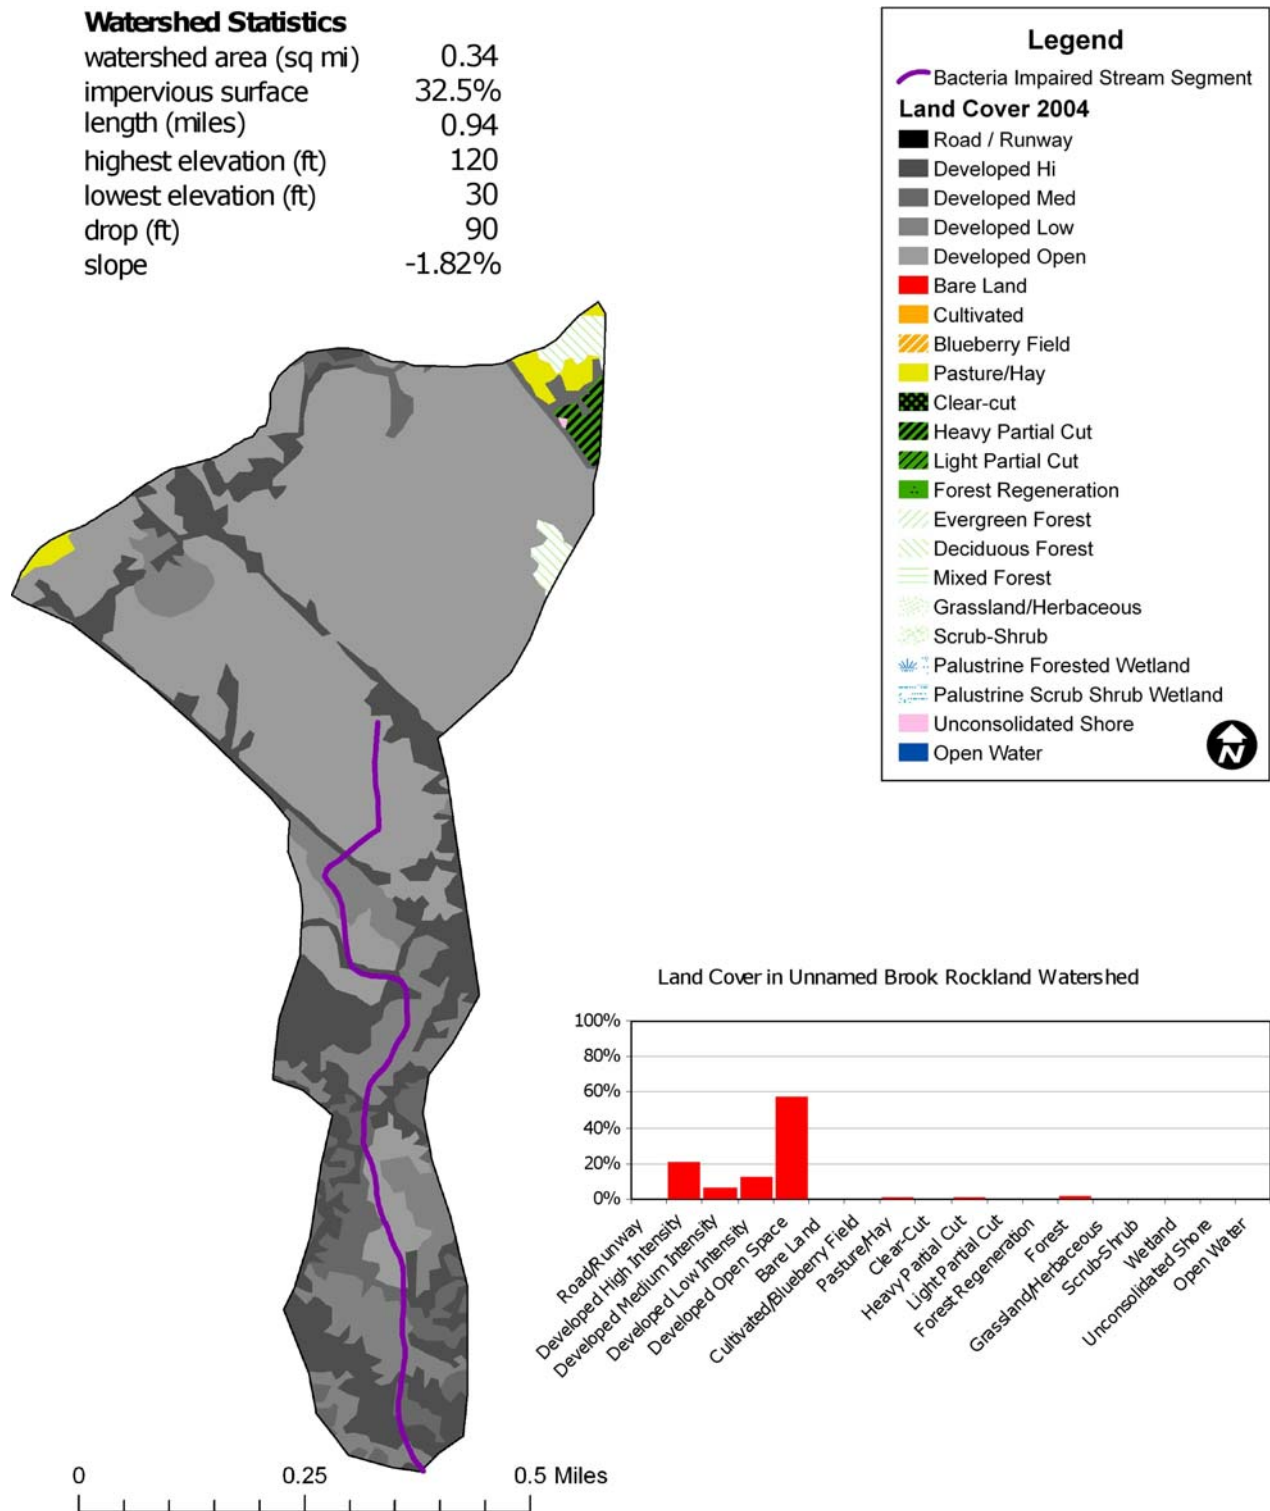 Watershed Statistics
watershed area (sq mi) 0.34
impervious surface 32.5%
length (miles) 0.94
highest elevation (ft) 120
lowest elevation (ft) 30
drop (ft) 90
slope -1.82%
Legend
Bacteria Impaired Stream Segment
Land Cover 2004
Road / Runway
Developed Hi
Developed Med
Developed Low
Developed Open
Bare Land
Cultivated
Blueberry Field
Pasture/Hay
Clear-cut
Heavy Partial Cut
Light Partial Cut
Forest Regeneration
Evergreen Forest
Deciduous Forest
Mixed Forest
Grassland/Herbaceous
Scrub-Shrub
Palustrine Forested Wetland
Palustrine Scrub Shrub Wetland
Unconsolidated Shore
Open Water
N
Land Cover in Unnamed Brook Rockland Watershed
100%
80%
60%
40%
20%
0%
Road/Runway
Developed High Intensity
Developed Medium Intensity
Developed Low Intensity
Developed Open Space
Bare Land
Cultivated/Blueberry Field
Pasture/Hay
Clear-Cut
Heavy Partial Cut
Light Partial Cut
Forest Regeneration
Forest
Grassland/Herbaceous
Scrub-Shrub
Wetland
Unconsolidated Shore
Open Water
0 0.25 0.5 Miles